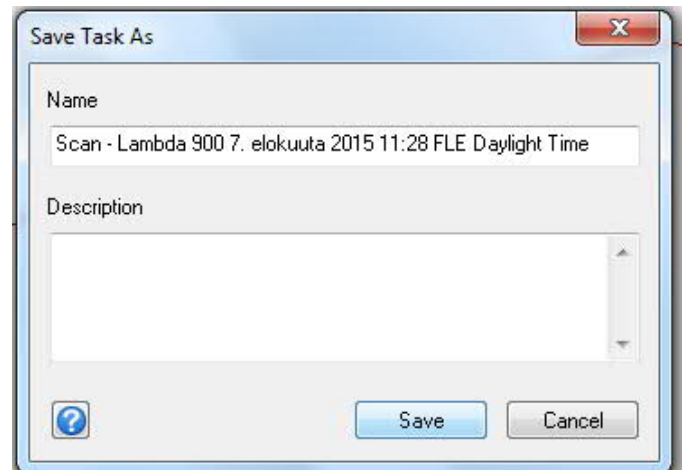 Save Task As
Name
Scan - Lambda 900 7. elokuuta 2015 11:28 FLE Daylight Time
Description
Save Cancel